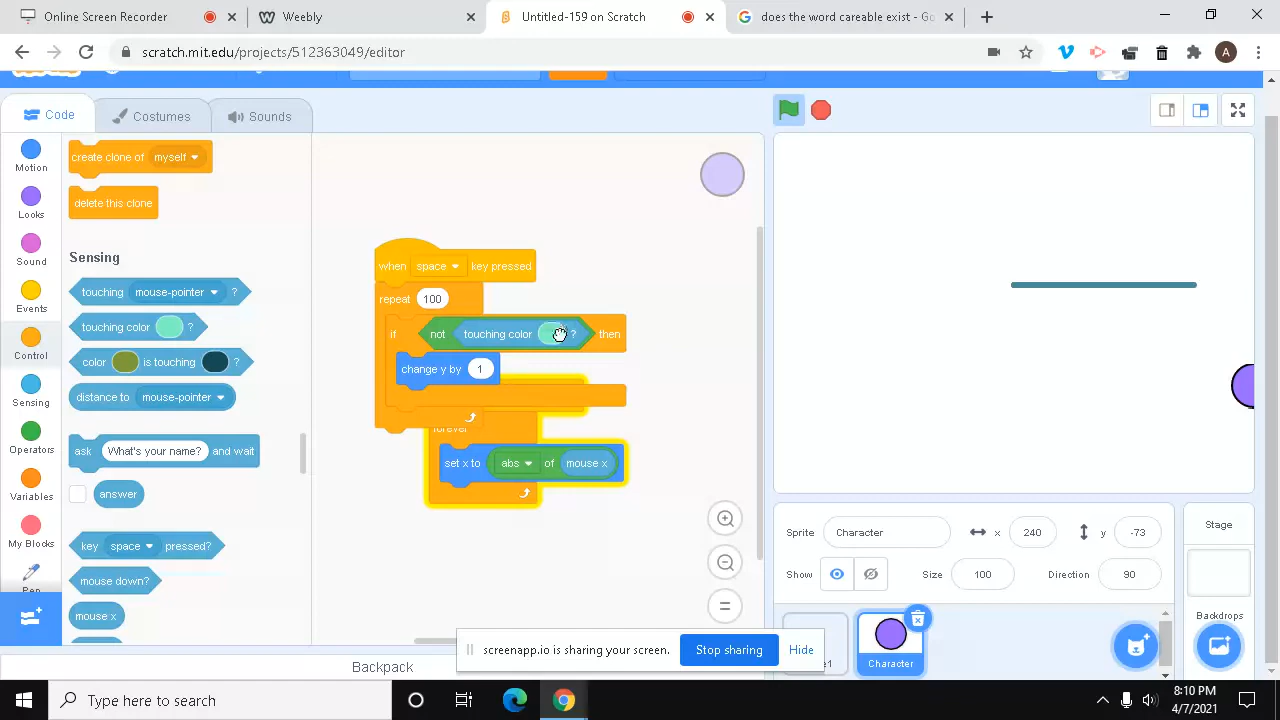 Online Screen Recorder
Weebly
Untitled-159 on Scratch
does the word careable exist - Go
scratch.mit.edu/projects/512363049/editor
A
Code
Costumes
Sounds
Motion
Looks
Sound
Events
Control
Sensing
Operators
Variables
My Blocks
create clone of myself
delete this clone
Sensing
touching mouse-pointer ?
touching color ?
color is touching ?
distance to mouse-pointer
ask What's your name? and wait
answer
key space pressed?
mouse down?
mouse x
when space key pressed
repeat 100
if not touching color ? then
change y by 1
forever
set x to abs of mouse x
Sprite Character x 240 y -73
Show Size 100 Direction 90
Character
Stage
Backdrops
Backpack
screenapp.io is sharing your screen. Stop sharing Hide
Type here to search
8:10 PM
4/7/2021